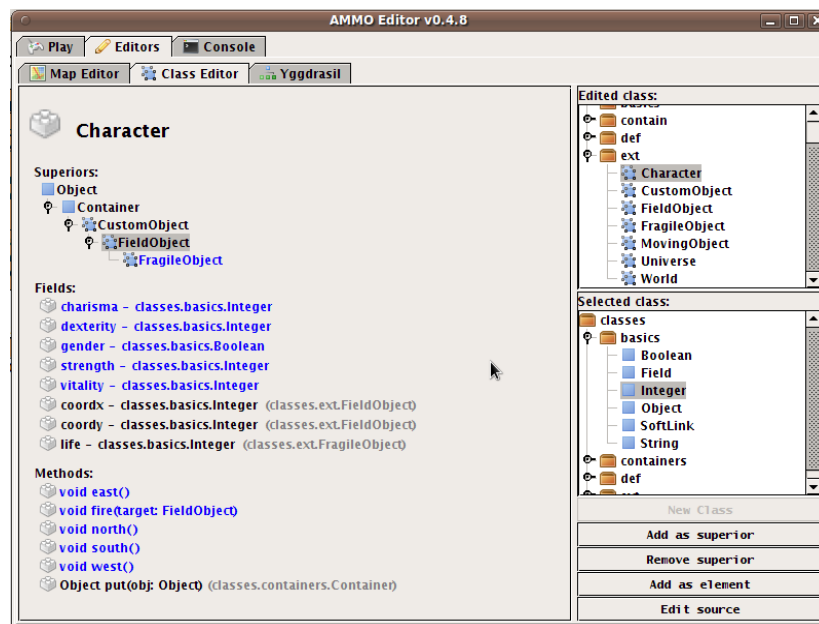 AMMO Editor v0.4.8
Play Editors Console
Map Editor Class Editor Yggdrasil
Character
Superiors:
Object
Container
CustomObject
FieldObject
FragileObject
Fields:
charisma - classes.basics.Integer
dexterity - classes.basics.Integer
gender - classes.basics.Boolean
strength - classes.basics.Integer
vitality - classes.basics.Integer
coordx - classes.basics.Integer (classes.ext.FieldObject)
coordy - classes.basics.Integer (classes.ext.FieldObject)
life - classes.basics.Integer (classes.ext.FragileObject)
Methods:
void east()
void fire(target: FieldObject)
void north()
void south()
void west()
Object put(obj: Object) (classes.containers.Container)
Edited class:
contain
def
ext
Character
CustomObject
FieldObject
FragileObject
MovingObject
Universe
World
Selected class:
classes
basics
Boolean
Field
Integer
Object
SoftLink
String
containers
def
New Class
Add as superior
Remove superior
Add as element
Edit source